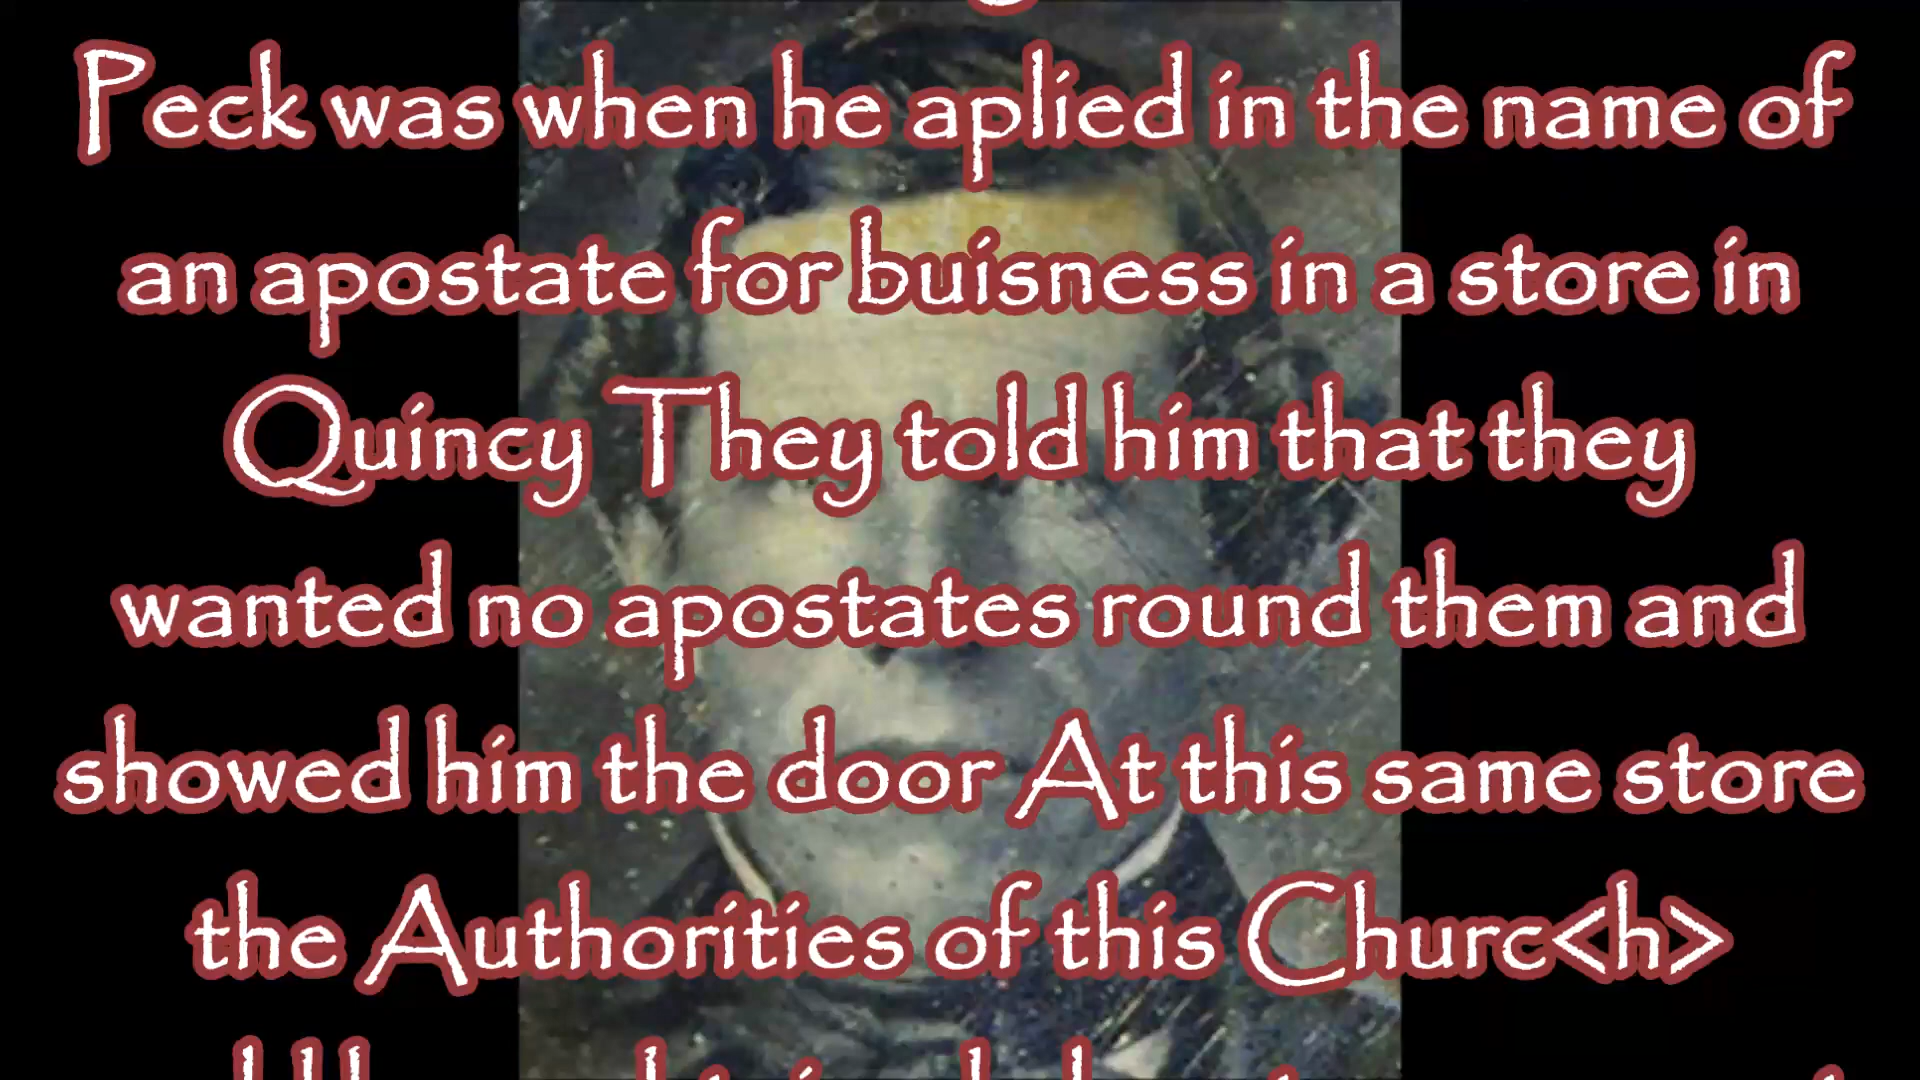 Peck was when he aplied in the name of
an apostate for buisness in a store in
Quincy They told him that they
wanted no apostates round them and
showed him the door At this same store
the Authorities of this Churc<h>